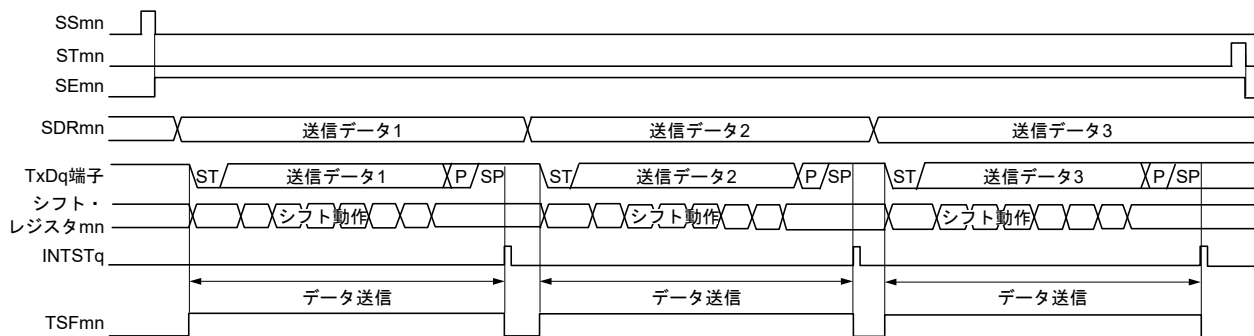 SSmn
STmn
SEmn
SDRmn 送信データ1 送信データ2 送信データ3
TxDq端子 ST 送信データ1 P SP ST 送信データ2 P SP ST 送信データ3 P SP
シフト・
レジスタmn シフト動作 シフト動作 シフト動作
INTSTq
データ送信 データ送信 データ送信
TSFmn